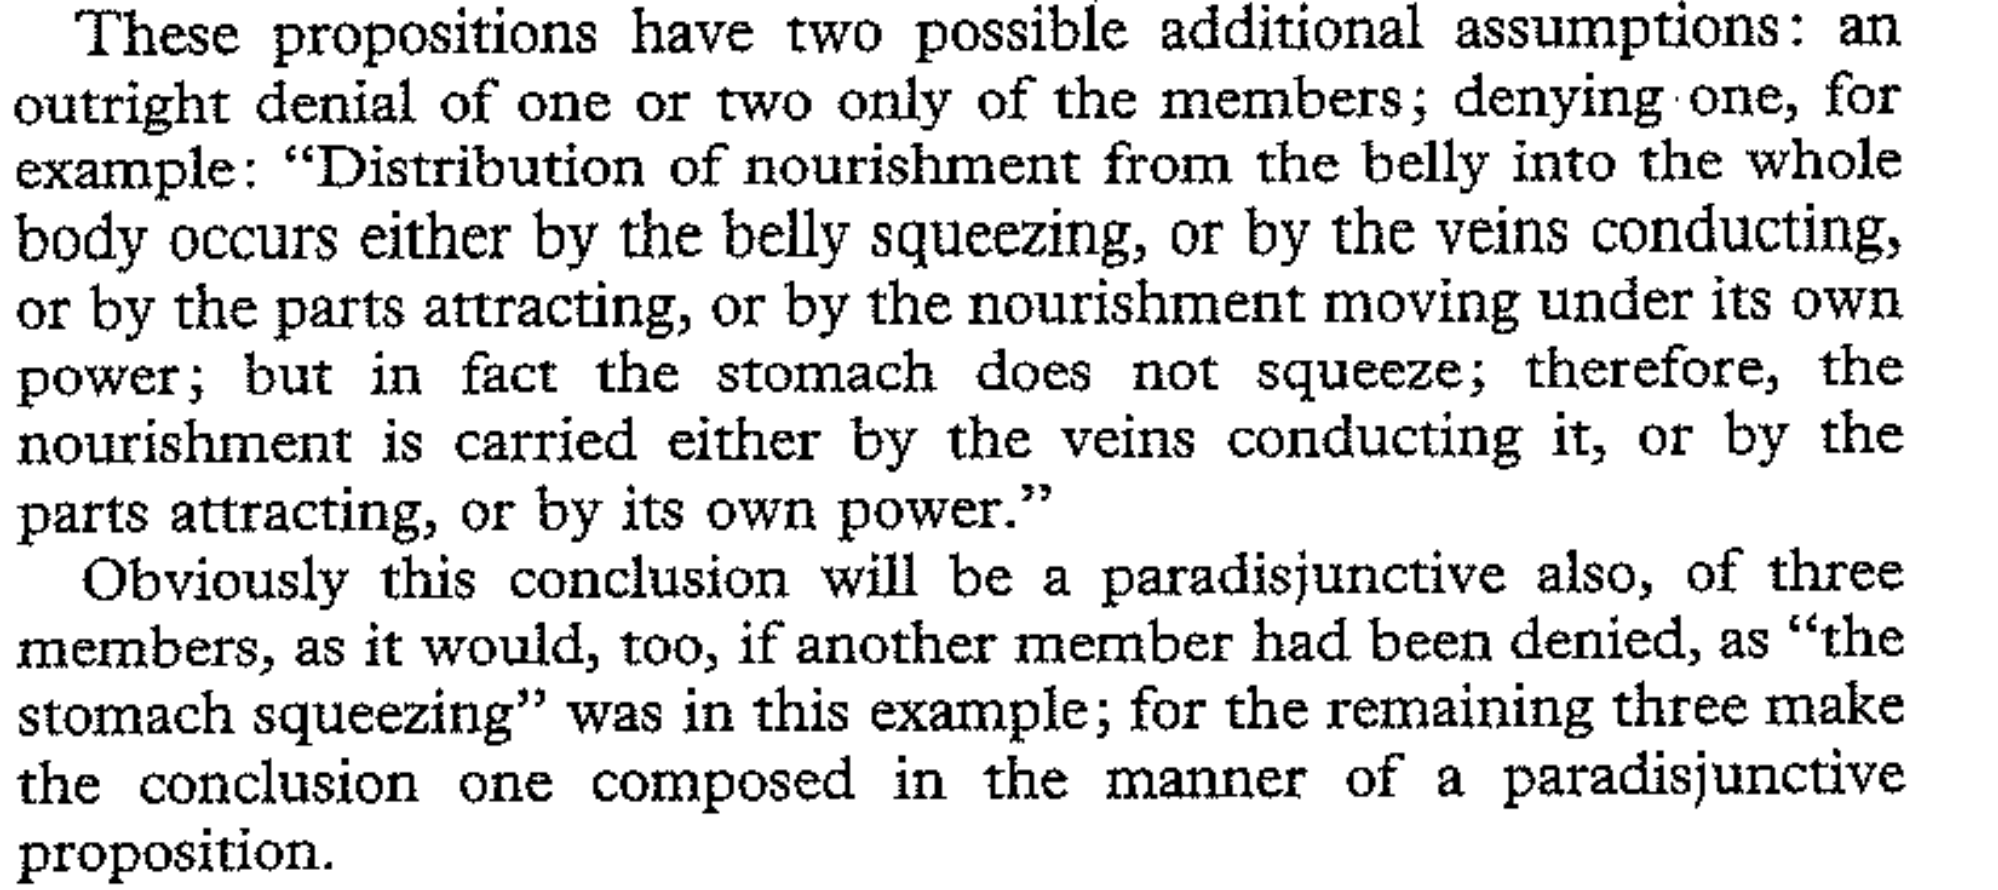 These propositions have two possible additional assumptions: an
outright denial of one or two only of the members; denying one, for
example: “Distribution of nourishment from the belly into the whole
body occurs either by the belly squeezing, or by the veins conducting,
or by the parts attracting, or by the nourishment moving under its own
power; but in fact the stomach does not squeeze; therefore, the
nourishment is carried either by the veins conducting it, or by the
parts attracting, or by its own power.”
Obviously this conclusion will be a paradisjunctive also, of three
members, as it would, too, if another member had been denied, as “the
stomach squeezing” was in this example; for the remaining three make
the conclusion one composed in the manner of a paradisjunctive
proposition.